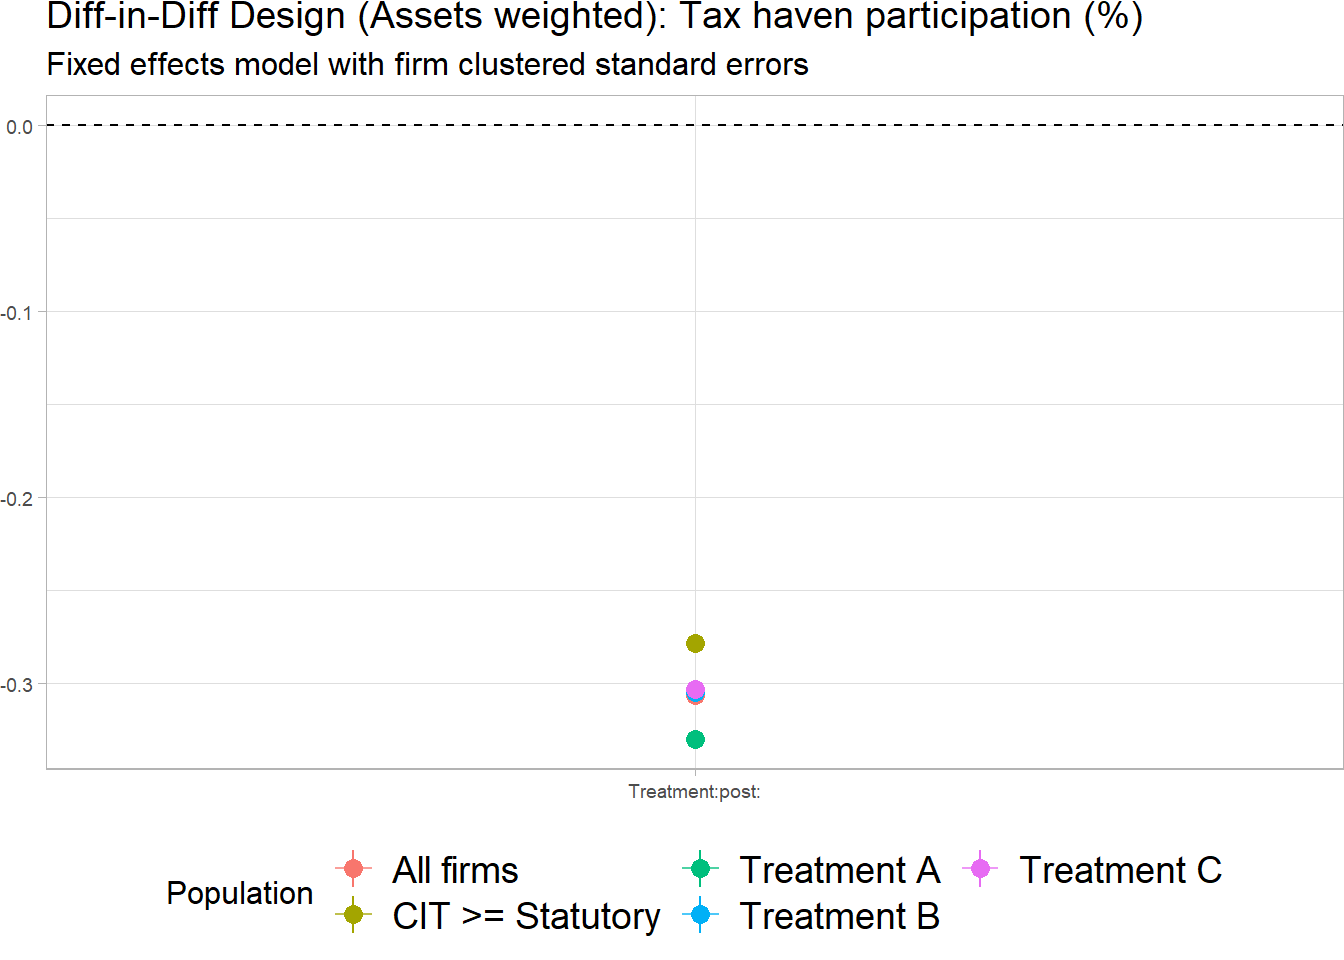 Diff-in-Diff Design (Assets weighted): Tax haven participation (%)
Fixed effects model with firm clustered standard errors
0.0
-0.1
-0.2
-0.3
Treatment:post:
Population
All firms
CIT >= Statutory
Treatment A
Treatment B
Treatment C